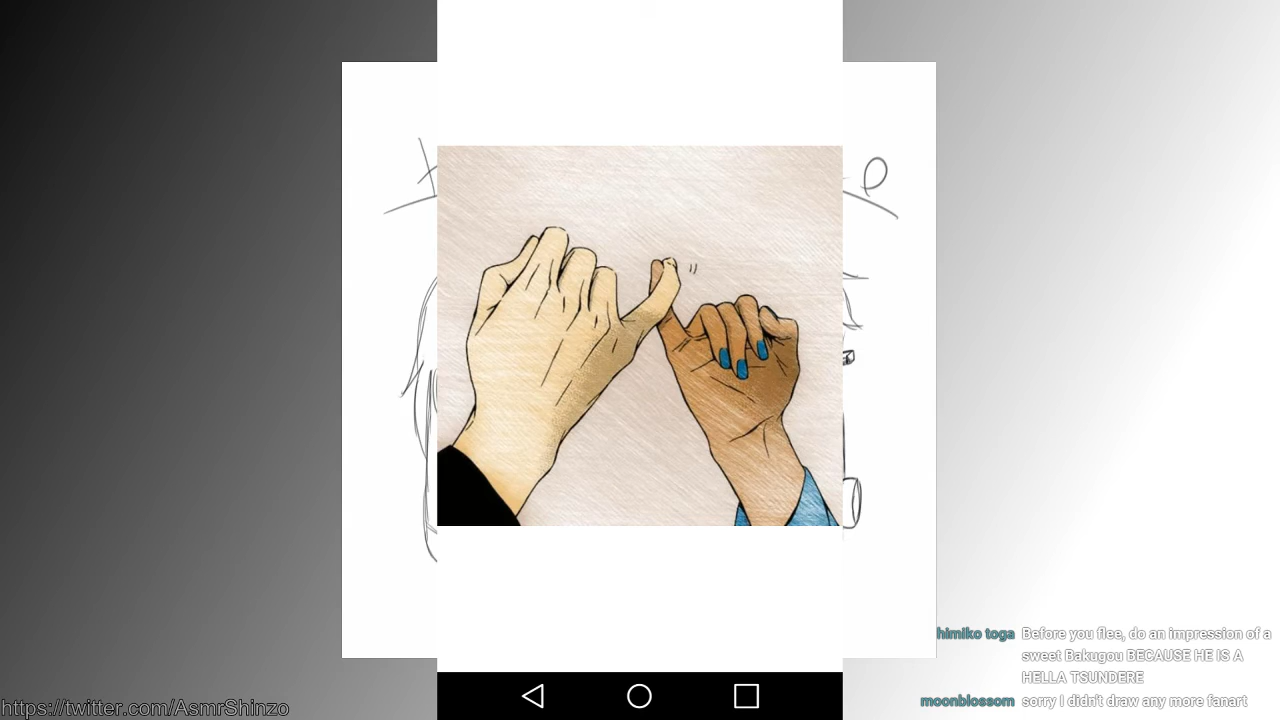 himiko toga Before you flee, do an impression of a
sweet Bakugou BECAUSE HE IS A
HELLA TSUNDERE
moonblossom sorry I didn't draw any more fanart
https://twitter.com/AsmrShinzo